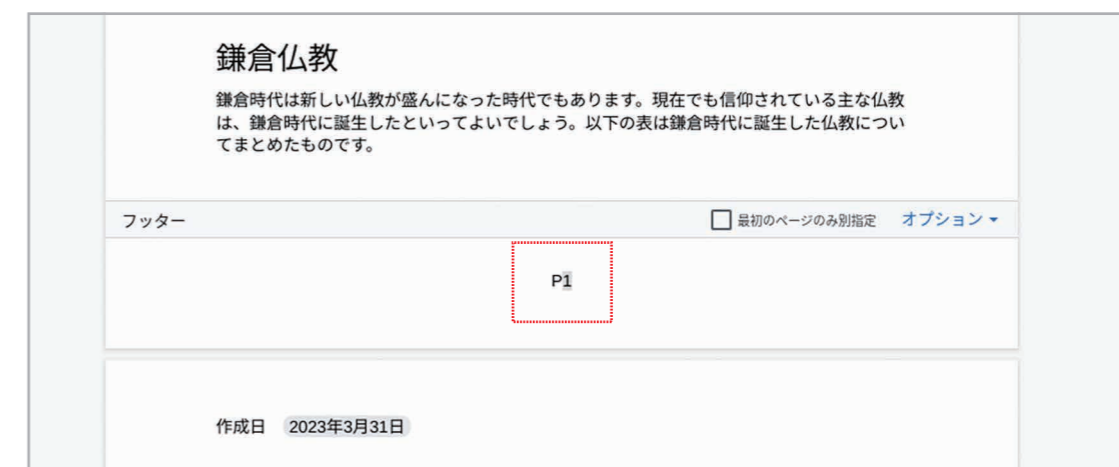 鎌倉仏教
鎌倉時代は新しい仏教が盛んになった時代でもあります。現在でも信仰されている主な仏教
は、鎌倉時代に誕生したといってよいでしょう。以下の表は鎌倉時代に誕生した仏教につい
てまとめたものです。
フッター 最初のページのみ別指定 オプション
P1
作成日 2023年3月31日